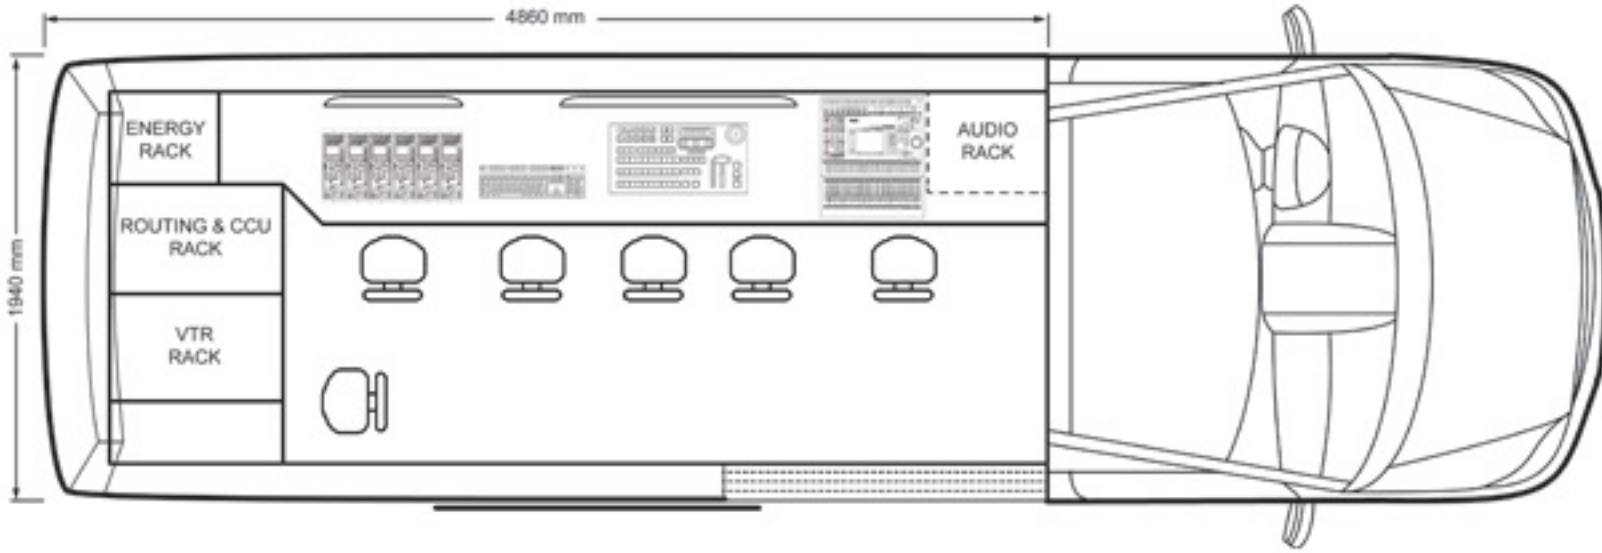 4860 mm
1940 mm
ENERGY
RACK
AUDIO
RACK
ROUTING & CCU
RACK
VTR
RACK